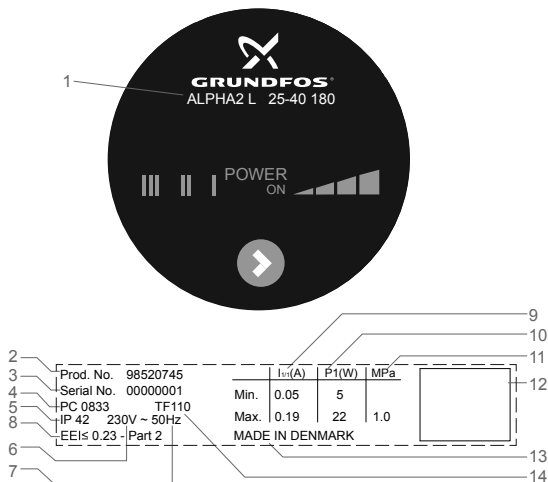 GRUNDFOS
1
ALPHA2 L 25-40 180
POWER
ON
9
10
11
12
2
3
4
5
8
6
7
Prod. No. 98520745
Serial No. 00000001
PC 0833 TF110
IP 42 230V ~ 50Hz
EEI≤ 0.23 - Part 2
I1/1(A) P1(W) MPa
Min. 0.05 5
Max. 0.19 22 1.0
MADE IN DENMARK
13
14